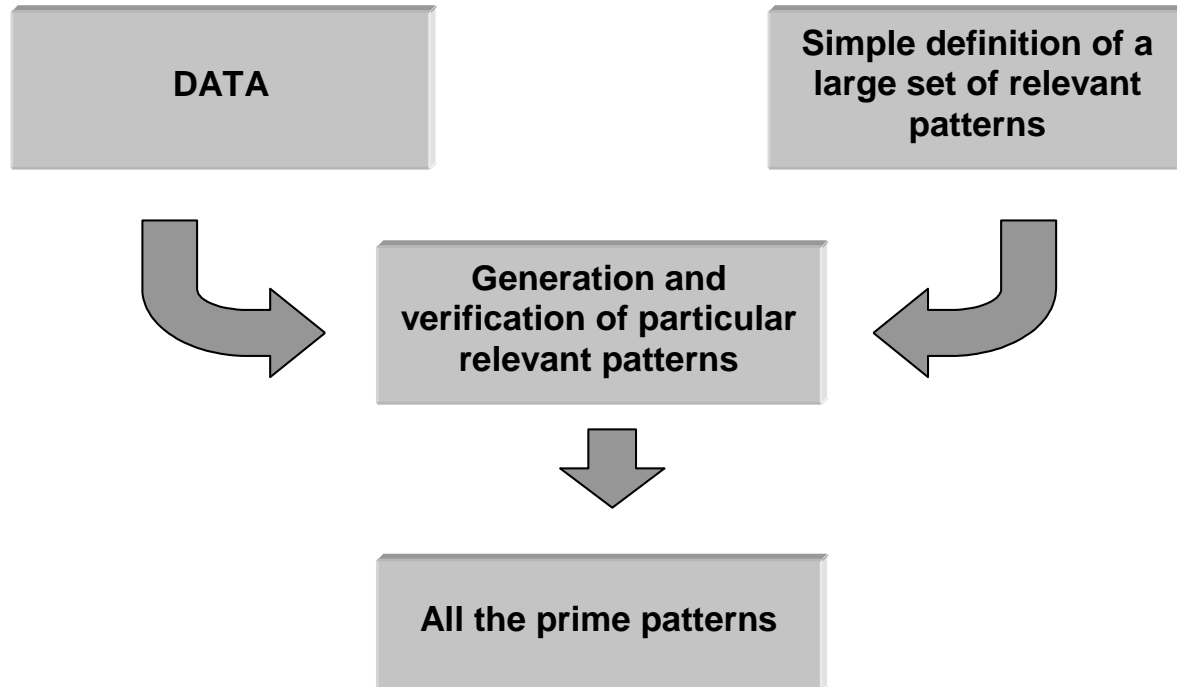 DATA
Simple definition of a
large set of relevant
patterns
Generation and
verification of particular
relevant patterns
All the prime patterns